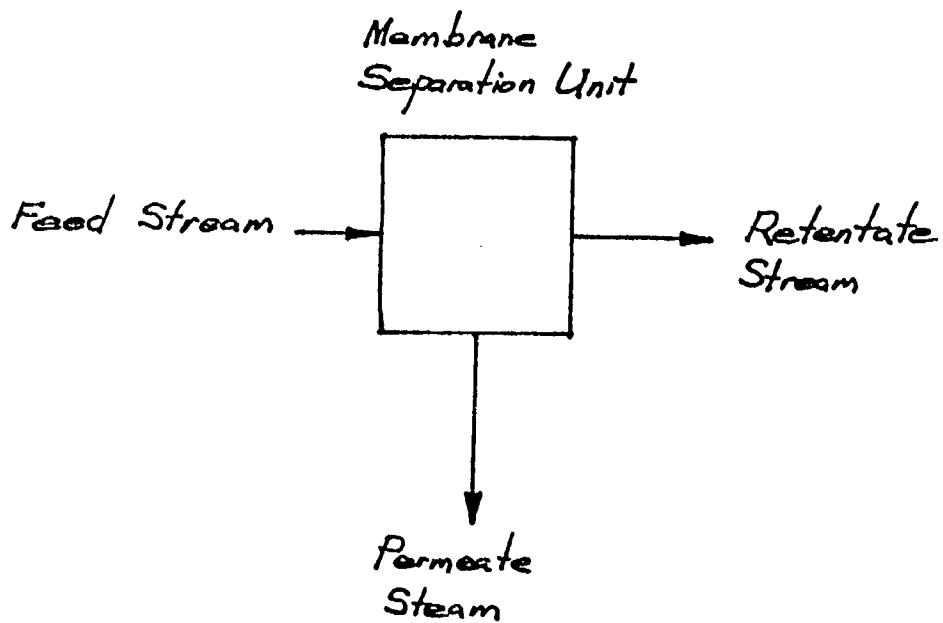 Membrane
Separation Unit
Feed Stream
Retentate
Stream
Permeate
Steam